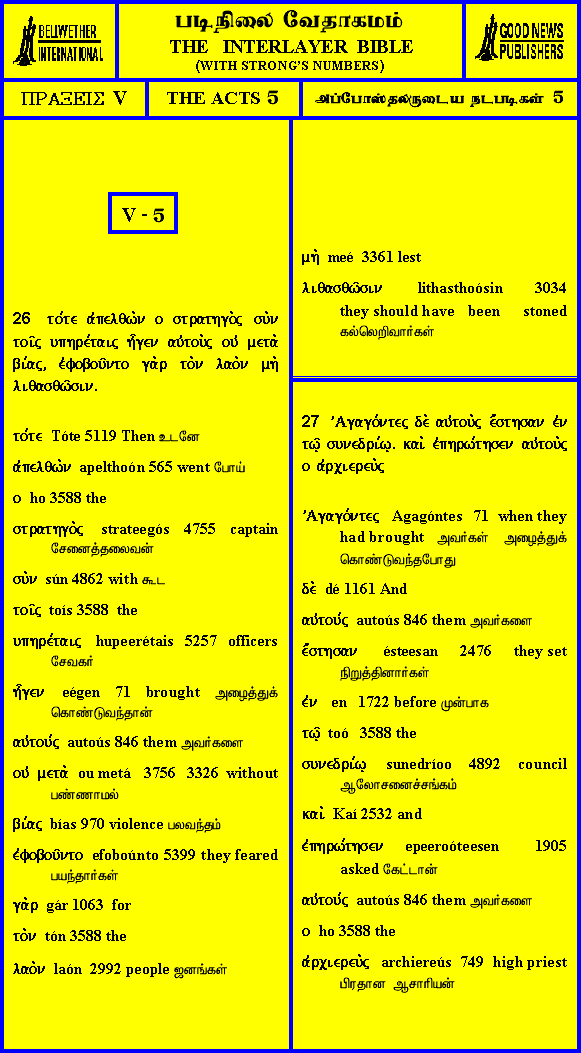 BELLWETHER
INTERNATIONAL
படிநிலை வேதாகமம்
THE INTERLAYER BIBLE
(WITH STRONG'S NUMBERS)
GOOD NEWS
PUBLISHERS
ΠΡΑΞΕΙΣ V
THE ACTS 5
அப்போஸ்தலருடைய நடபடிகள் 5
V - 5
26 τότε ἀπελθὼν ο στρατηγὸς σὺν
τοῖς υπηρέταις ἦγεν αὐτοὺς οὐ μετὰ
βίας, ἐφοβοῦντο γὰρ τὸν λαὸν μὴ
λιθασθῶσιν.
τότε Tóte 5119 Then உடனே
ἀπελθὼν apelthoón 565 went போய்
ο ho 3588 the
στρατηγὸς strateegós 4755 captain
சேனைத்தலைவன்
σὺν sún 4862 with கூட
τοῖς toís 3588 the
υπηρέταις hupeerétais 5257 officers
சேவகர்
ἦγεν eégen 71 brought அழைத்துக்
கொண்டுவந்தான்
αὐτούς autoús 846 them அவர்களை
οὐ μετὰ ou metá 3756 3326 without
பண்ணாமல்
βίας bías 970 violence பலவந்தம்
ἐφοβοῦντο efoboúnto 5399 they feared
பயந்தார்கள்
γὰρ gár 1063 for
τὸν tón 3588 the
λαὸν laón 2992 people ஜனங்கள்
μὴ meé 3361 lest
λιθασθῶσιν lithasthoósin 3034
they should have been stoned
கல்லெறிவார்கள்
27 Ἀγαγόντες δὲ αὐτοὺς ἔστησαν ἐν
τῷ συνεδρίῳ. καὶ ἐπηρώτησεν αὐτοὺς
ο ἀρχιερεὺς
Ἀγαγόντες Agagóntes 71 when they
had brought அவர்கள் அழைத்துக்
கொண்டுவந்தபோது
δὲ dé 1161 And
αὐτούς autoús 846 them அவர்களை
ἔστησαν ésteesan 2476 they set
நிறுத்தினார்கள்
ἐν en 1722 before முன்பாக
τῷ toó 3588 the
συνεδρίῳ sunedríoo 4892 council
ஆலோசனைச்சங்கம்
καὶ Kaí 2532 and
ἐπηρώτησεν epeeroóteesen 1905
asked கேட்டான்
αὐτούς autoús 846 them அவர்களை
ο ho 3588 the
ἀρχιερεὺς archiereús 749 high priest
பிரதான ஆசாரியன்